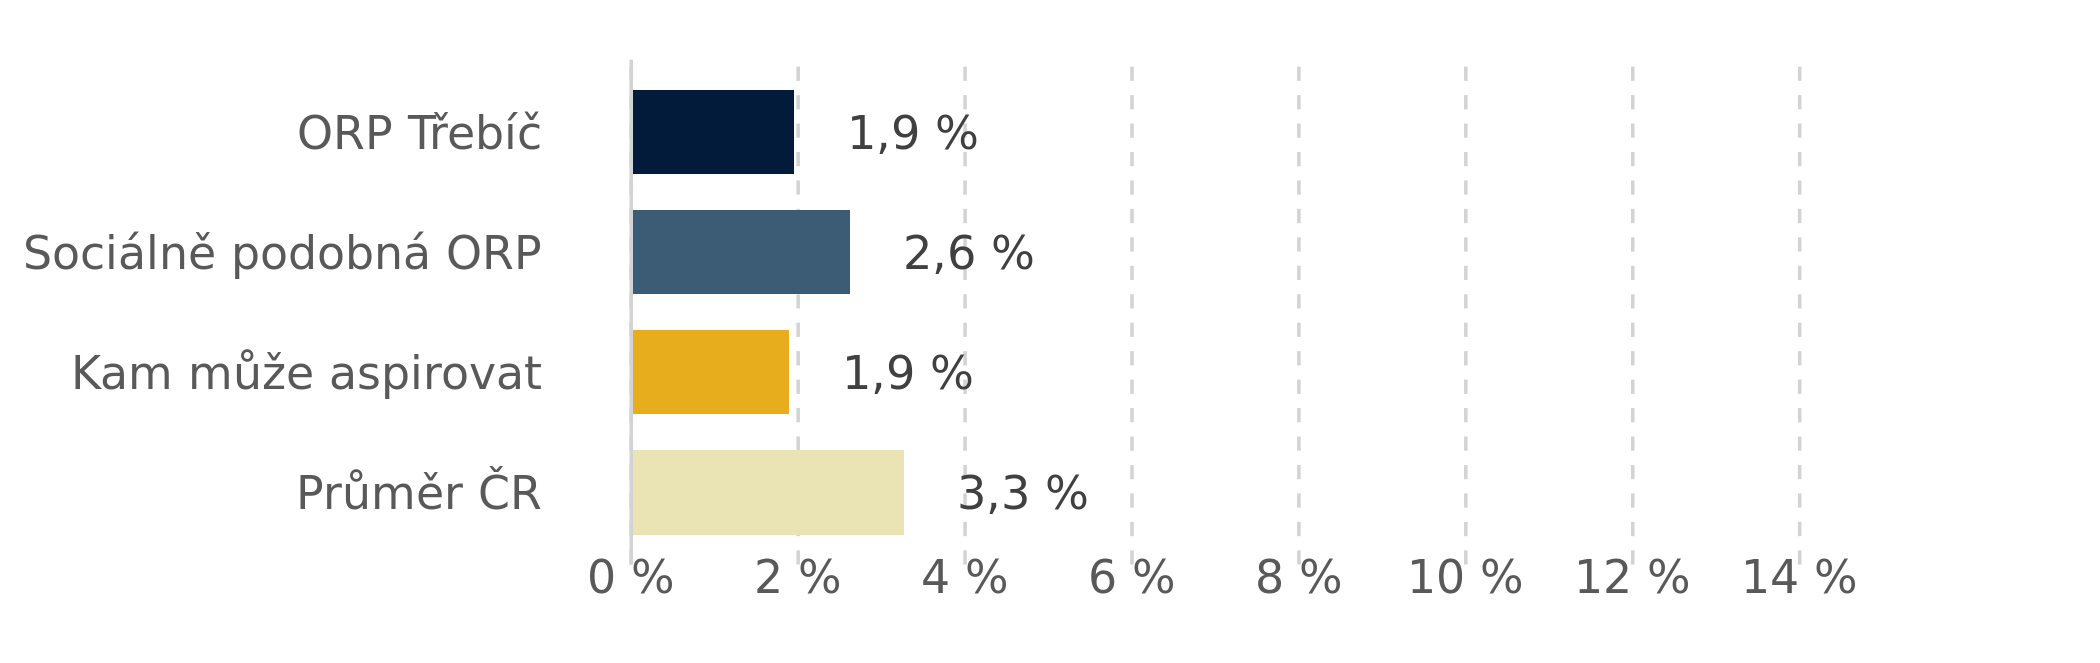 ORP Třebíč 1,9 %
Sociálně podobná ORP 2,6 %
Kam může aspirovat 1,9 %
Průměr ČR 3,3 %
0 % 2 % 4 % 6 % 8 % 10 % 12 % 14 %